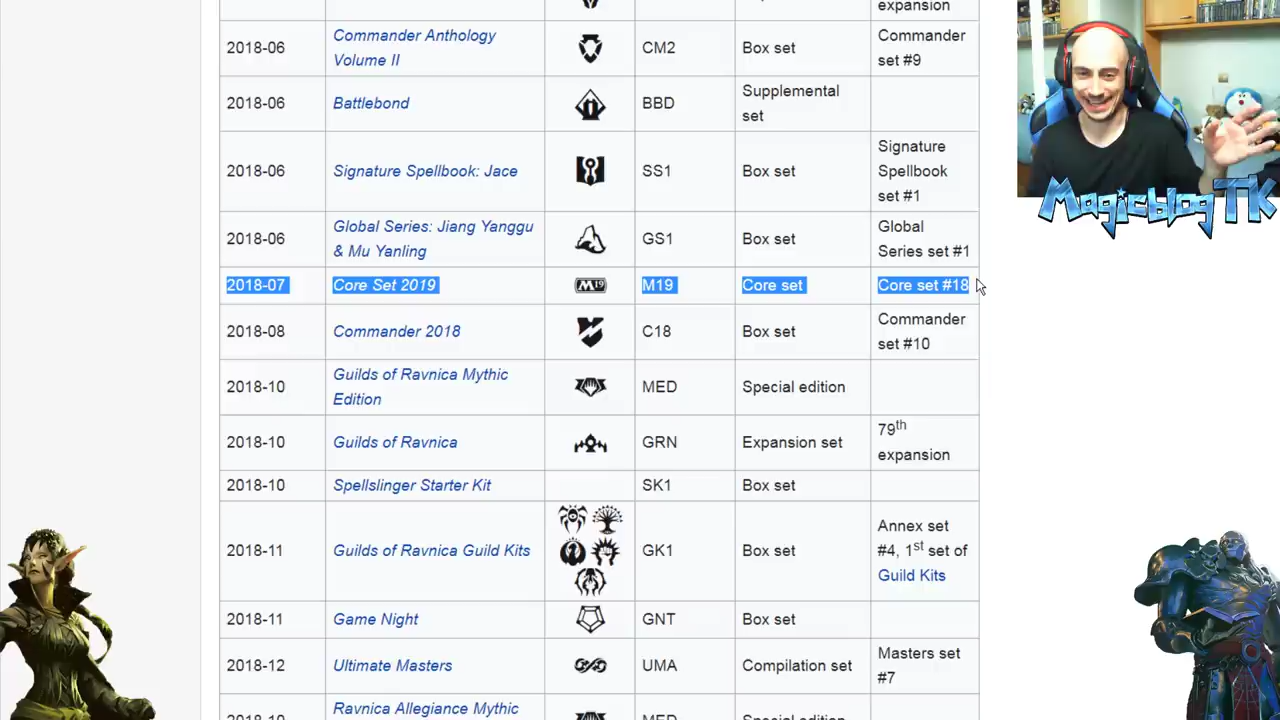 expansion
2018-06 Commander Anthology Volume II CM2 Box set Commander set #9
2018-06 Battlebond BBD Supplemental set
2018-06 Signature Spellbook: Jace SS1 Box set Signature Spellbook set #1
2018-06 Global Series: Jiang Yanggu & Mu Yanling GS1 Box set Global Series set #1
2018-07 Core Set 2019 M19 M19 Core set Core set #18
2018-08 Commander 2018 C18 Box set Commander set #10
2018-10 Guilds of Ravnica Mythic Edition MED Special edition
2018-10 Guilds of Ravnica GRN Expansion set 79th expansion
2018-10 Spellslinger Starter Kit SK1 Box set
2018-11 Guilds of Ravnica Guild Kits GK1 Box set Annex set #4, 1st set of Guild Kits
2018-11 Game Night GNT Box set
2018-12 Ultimate Masters UMA Compilation set Masters set #7
Ravnica Allegiance Mythic
2018-10 MED Special edition
MagicblogTK